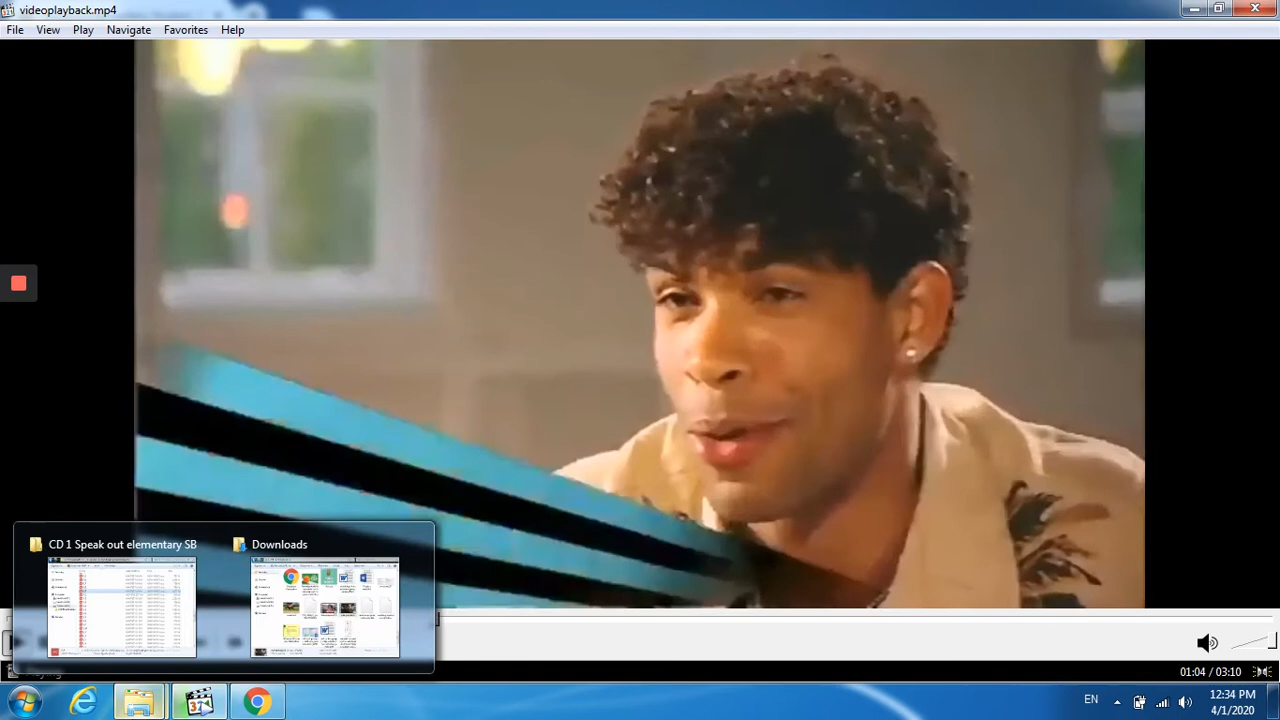 videoplayback.mp4
File View Play Navigate Favorites Help
CD 1 Speak out elementary SB Downloads
01:04 / 03:10
EN 12:34 PM
4/1/2020